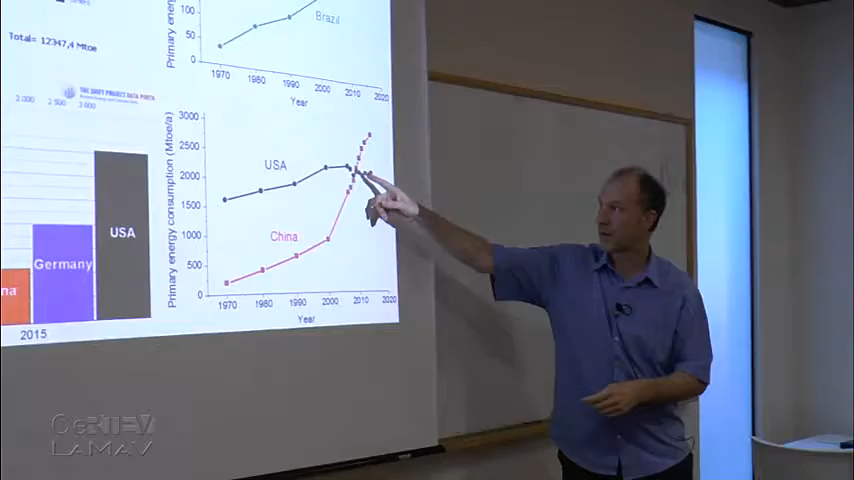 Total= 12347,4 Mtoe
THE SHIFT PROJECT DATA PORTAL
2 000 2 500 3 000
Germany
USA
2015
Primary energy
100
50
0
Brazil
1970 1980 1990 2000 2010 2020
Year
Primary energy consumption (Mtoe/a)
3000
2500
2000
1500
1000
500
0
USA
China
1970 1980 1990 2000 2010 2020
Year
CERTEV
LAMAV